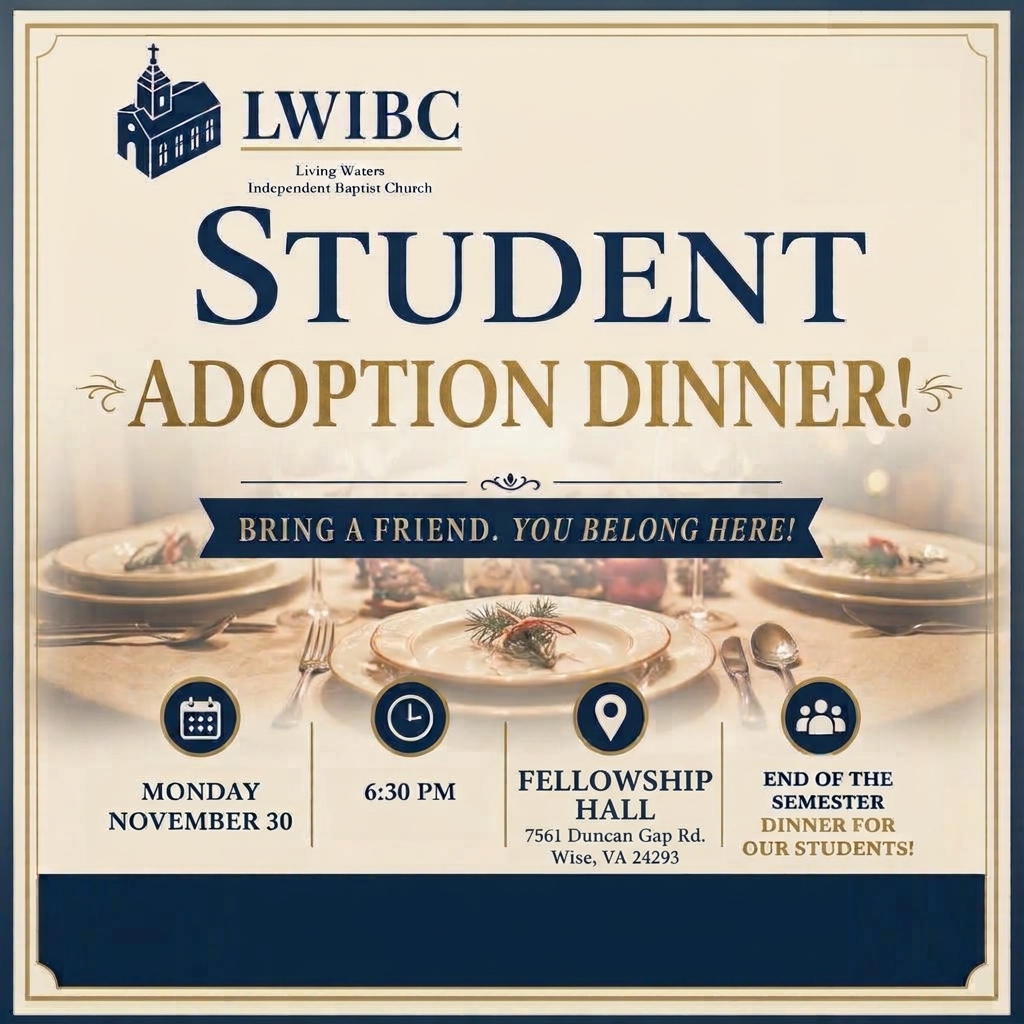 LWIBC
Living Waters
Independent Baptist Church
STUDENT
ADOPTION DINNER!
BRING A FRIEND. YOU BELONG HERE!
MONDAY
NOVEMBER 30
6:30 PM
FELLOWSHIP
HALL
7561 Duncan Gap Rd.
Wise, VA 24293
END OF THE
SEMESTER
DINNER FOR
OUR STUDENTS!